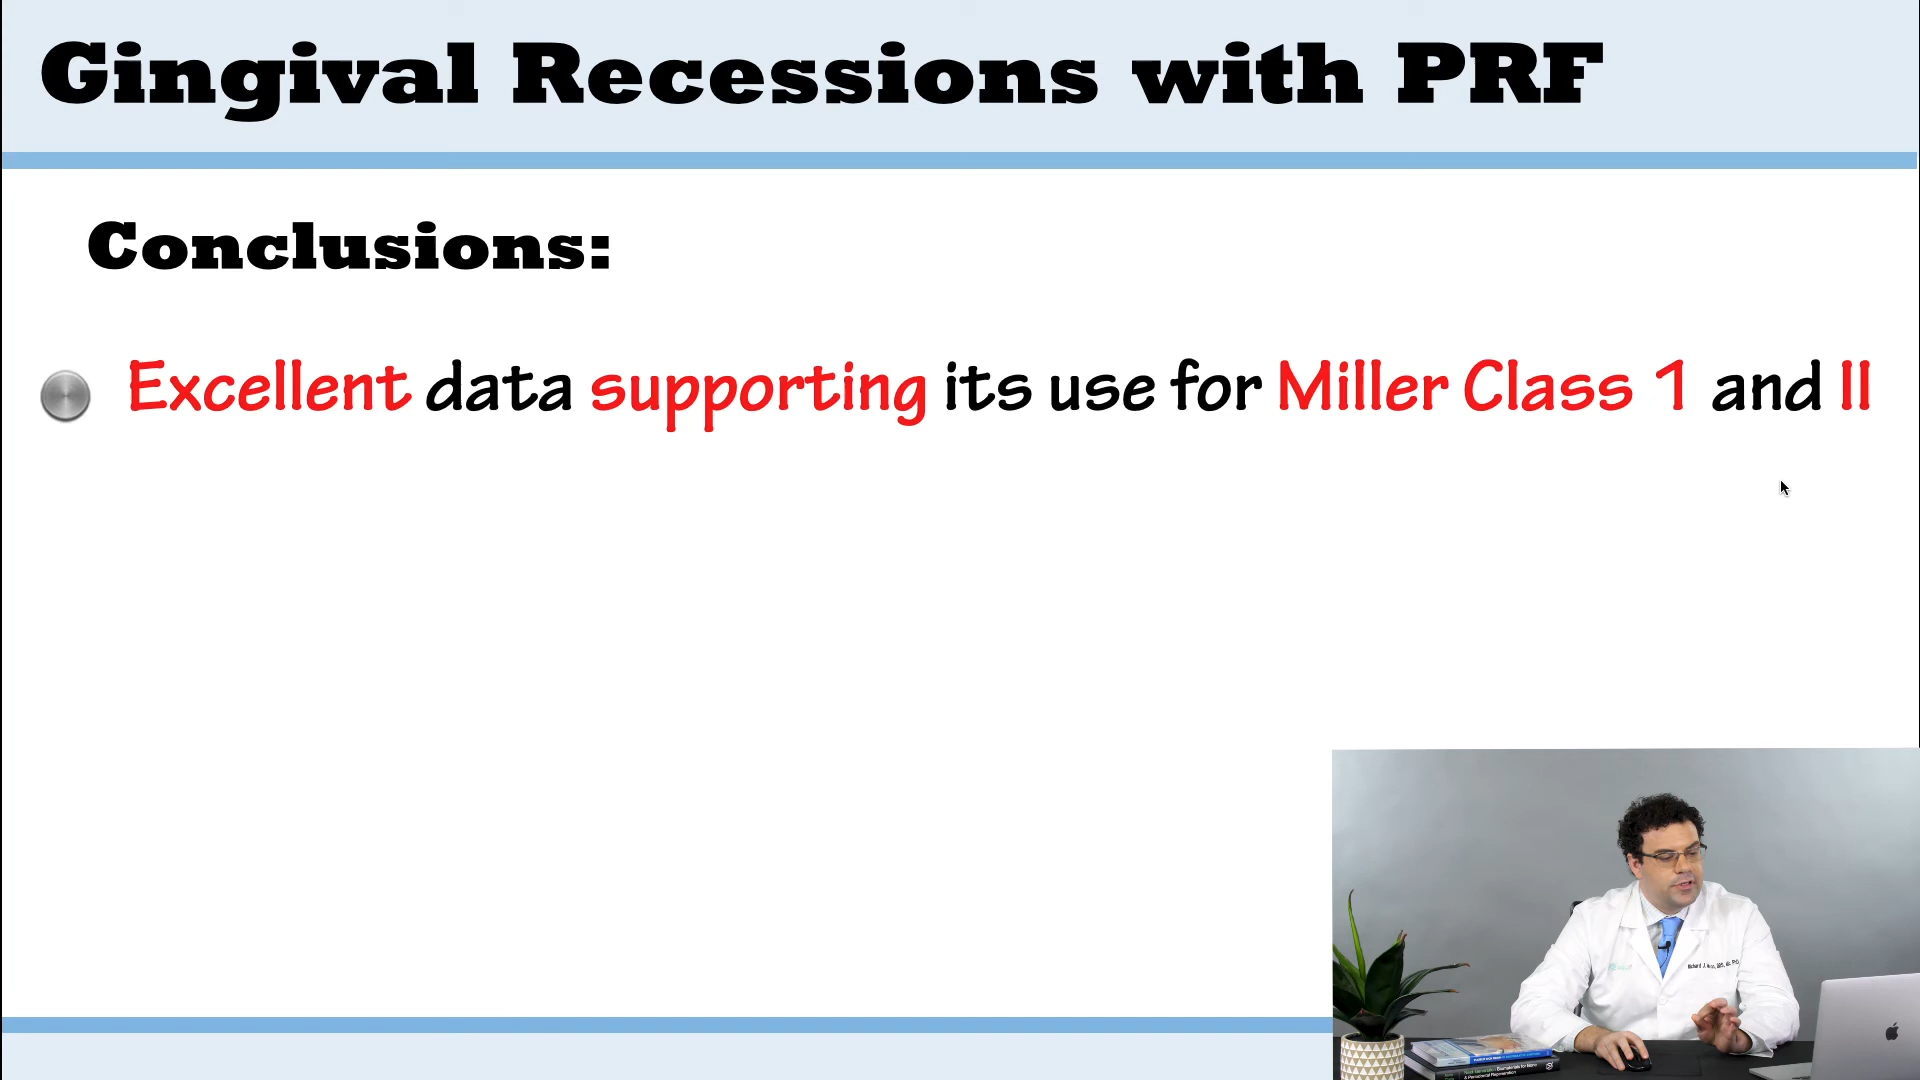 Gingival Recessions with PRF
Conclusions:
Excellent data supporting its use for Miller Class 1 and II